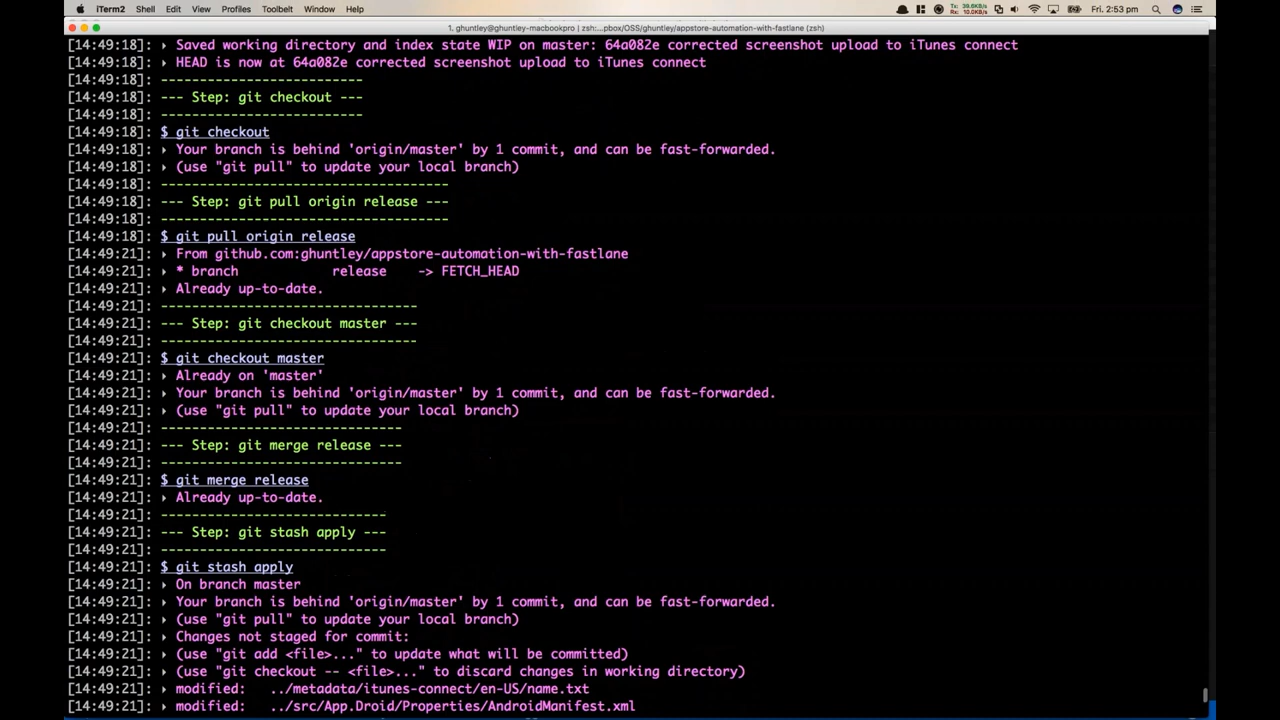 iTerm2 Shell Edit View Profiles Toolbelt Window Help Tx: 39.0KB/s Rx: 10.0KB/s Fri. 2:53 pm
1. ghuntley@ghuntley-macbookpro | zsh:...pbox/OSS/ghuntley/appstore-automation-with-fastlane (zsh)
[14:49:18]: ▸ Saved working directory and index state WIP on master: 64a082e corrected screenshot upload to iTunes connect
[14:49:18]: ▸ HEAD is now at 64a082e corrected screenshot upload to iTunes connect
[14:49:18]: --------------------------
[14:49:18]: --- Step: git checkout ---
[14:49:18]: --------------------------
[14:49:18]: $ git checkout
[14:49:18]: ▸ Your branch is behind 'origin/master' by 1 commit, and can be fast-forwarded.
[14:49:18]: ▸ (use "git pull" to update your local branch)
[14:49:18]: -------------------------------------
[14:49:18]: --- Step: git pull origin release ---
[14:49:18]: -------------------------------------
[14:49:18]: $ git pull origin release
[14:49:21]: ▸ From github.com:ghuntley/appstore-automation-with-fastlane
[14:49:21]: ▸ * branch            release    -> FETCH_HEAD
[14:49:21]: ▸ Already up-to-date.
[14:49:21]: ---------------------------------
[14:49:21]: --- Step: git checkout master ---
[14:49:21]: ---------------------------------
[14:49:21]: $ git checkout master
[14:49:21]: ▸ Already on 'master'
[14:49:21]: ▸ Your branch is behind 'origin/master' by 1 commit, and can be fast-forwarded.
[14:49:21]: ▸ (use "git pull" to update your local branch)
[14:49:21]: -------------------------------
[14:49:21]: --- Step: git merge release ---
[14:49:21]: -------------------------------
[14:49:21]: $ git merge release
[14:49:21]: ▸ Already up-to-date.
[14:49:21]: -----------------------------
[14:49:21]: --- Step: git stash apply ---
[14:49:21]: -----------------------------
[14:49:21]: $ git stash apply
[14:49:21]: ▸ On branch master
[14:49:21]: ▸ Your branch is behind 'origin/master' by 1 commit, and can be fast-forwarded.
[14:49:21]: ▸ (use "git pull" to update your local branch)
[14:49:21]: ▸ Changes not staged for commit:
[14:49:21]: ▸ (use "git add <file>..." to update what will be committed)
[14:49:21]: ▸ (use "git checkout -- <file>..." to discard changes in working directory)
[14:49:21]: ▸ modified:   ../metadata/itunes-connect/en-US/name.txt
[14:49:21]: ▸ modified:   ../src/App.Droid/Properties/AndroidManifest.xml